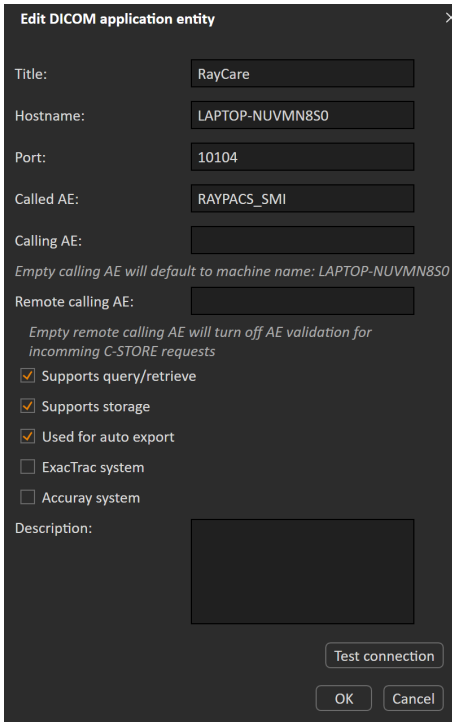 Edit DICOM application entity
Title: RayCare
Hostname: LAPTOP-NUVMN8S0
Port: 10104
Called AE: RAYPACS_SMI
Calling AE:
Empty calling AE will default to machine name: LAPTOP-NUVMN8S0
Remote calling AE:
Empty remote calling AE will turn off AE validation for
incomming C-STORE requests
Supports query/retrieve
Supports storage
Used for auto export
ExacTrac system
Accuray system
Description:
Test connection
OK Cancel